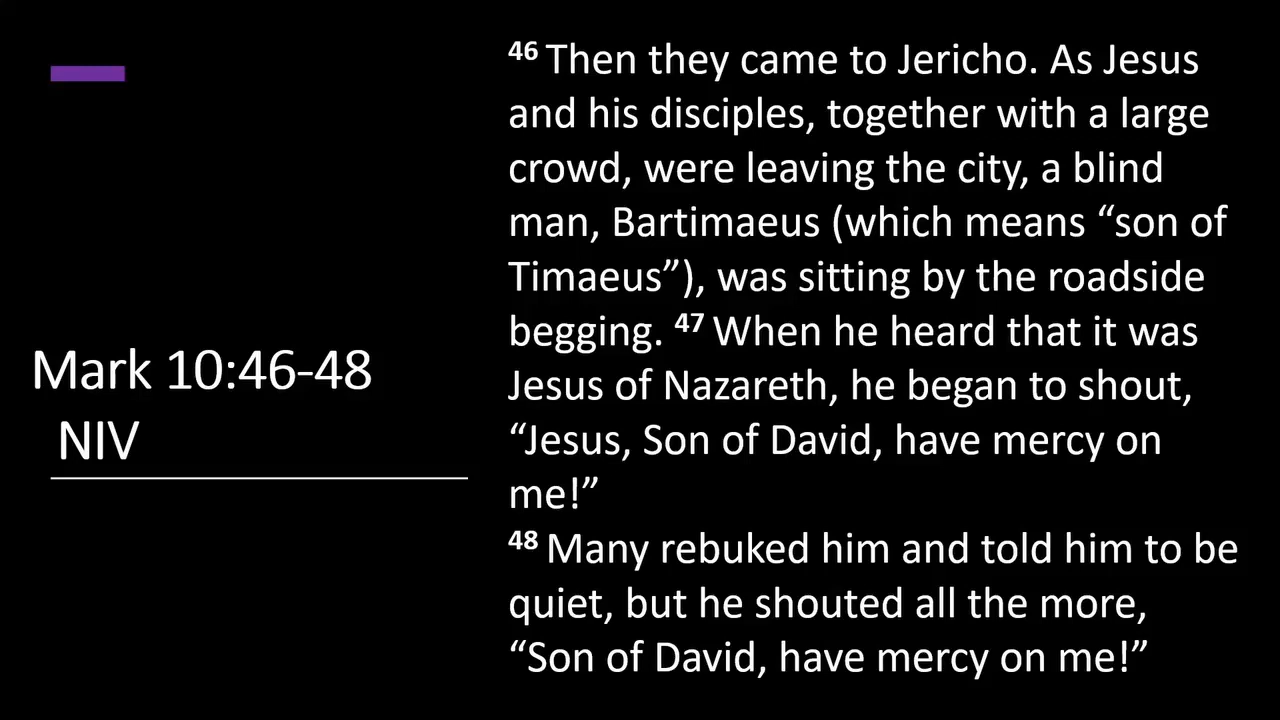 Mark 10:46-48
NIV
46 Then they came to Jericho. As Jesus
and his disciples, together with a large
crowd, were leaving the city, a blind
man, Bartimaeus (which means “son of
Timaeus”), was sitting by the roadside
begging. 47 When he heard that it was
Jesus of Nazareth, he began to shout,
“Jesus, Son of David, have mercy on
me!”
48 Many rebuked him and told him to be
quiet, but he shouted all the more,
“Son of David, have mercy on me!”